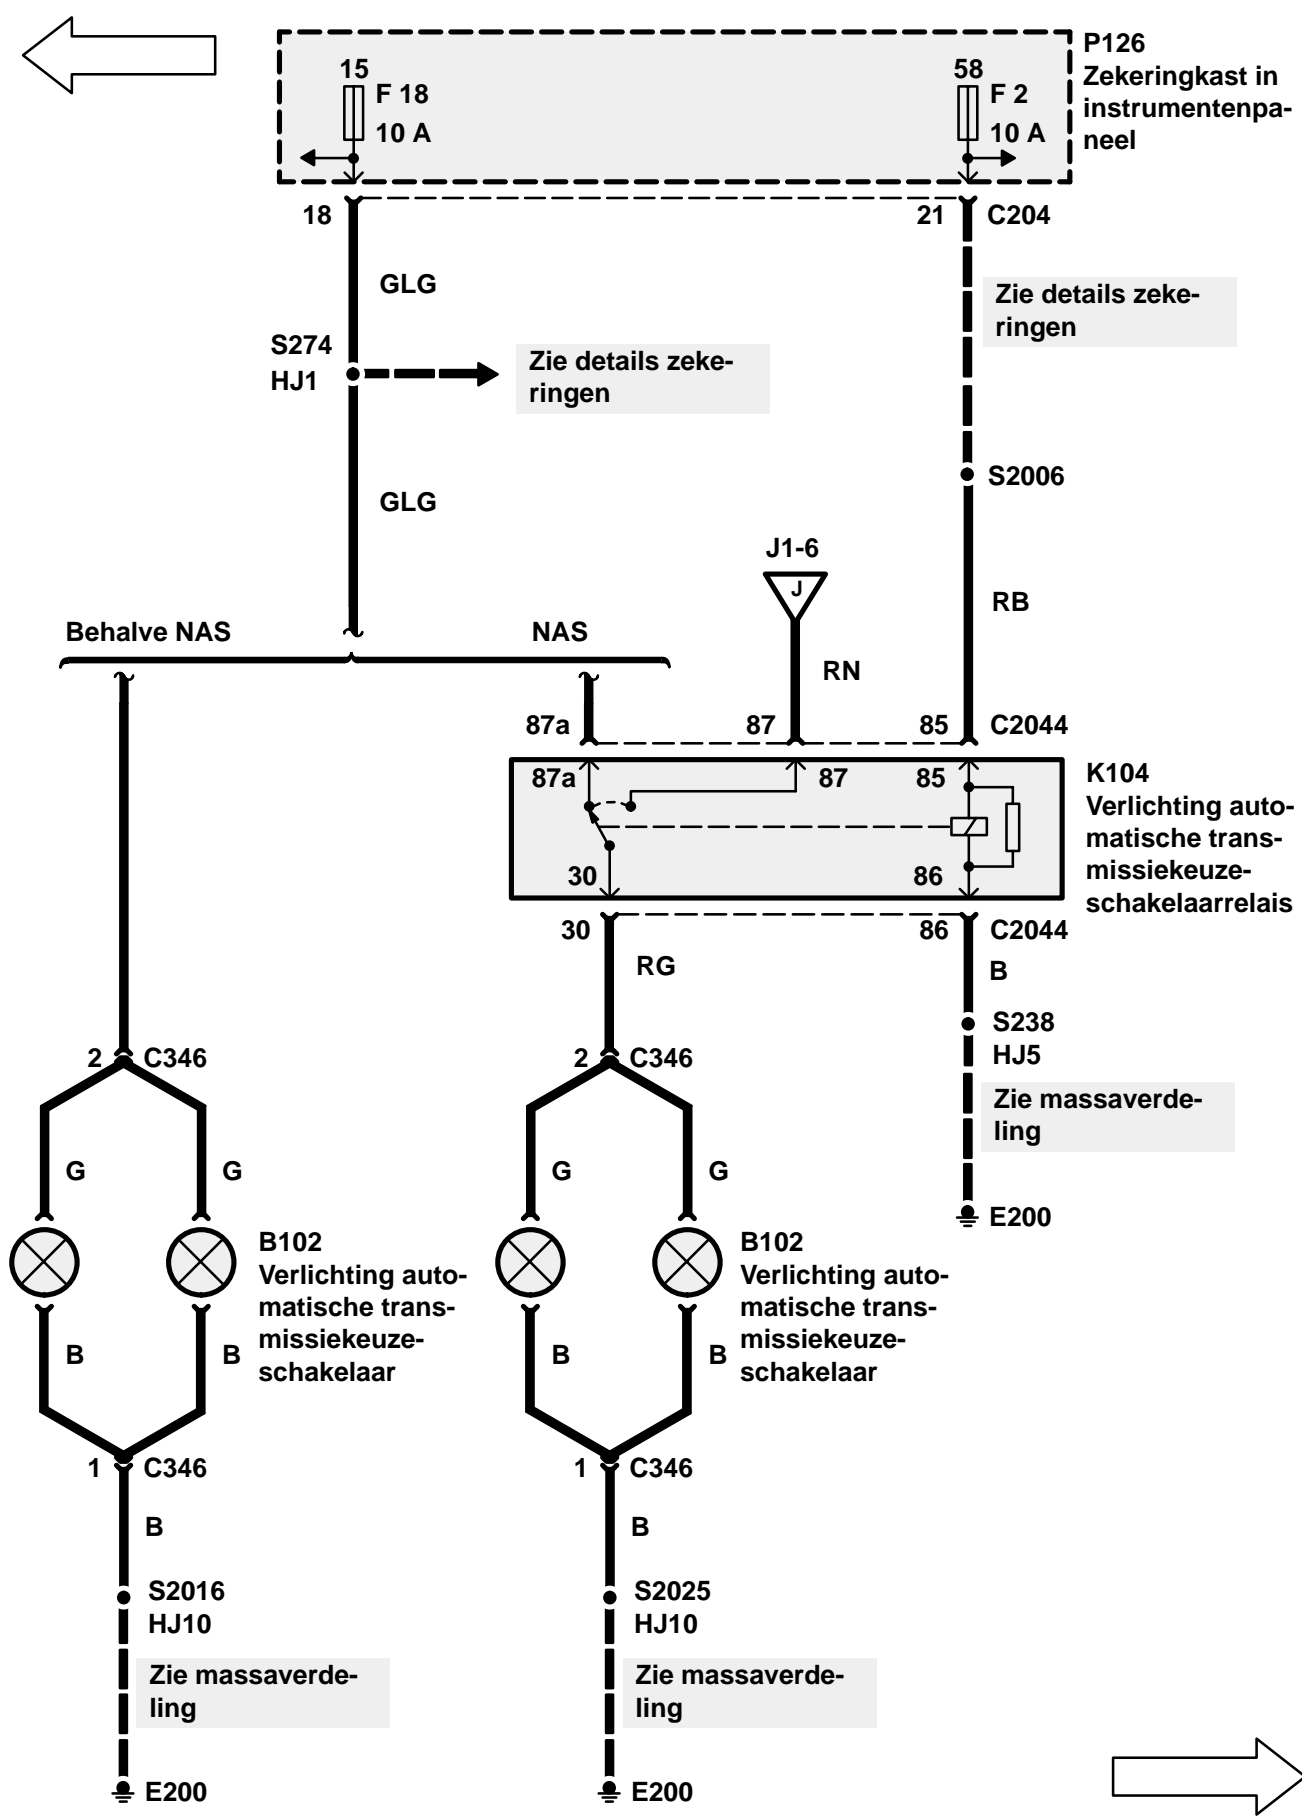 P126
Zekeringkast in
instrumentenpa-
neel
15
F 18
10 A
58
F 2
10 A
18
21
C204
GLG
Zie details zeke-
ringen
S274
HJ1
Zie details zeke-
ringen
GLG
S2006
J1-6
J
RB
Behalve NAS
NAS
RN
87a
87
85
C2044
87a
87
85
K104
Verlichting auto-
matische trans-
missiekeuze-
schakelaarrelais
30
86
30
86
C2044
RG
B
S238
HJ5
2
C346
2
C346
Zie massaverde-
ling
G
G
G
G
E200
B102
Verlichting auto-
matische trans-
missiekeuze-
schakelaar
B102
Verlichting auto-
matische trans-
missiekeuze-
schakelaar
B
B
B
B
1
C346
1
C346
B
B
S2016
HJ10
S2025
HJ10
Zie massaverde-
ling
Zie massaverde-
ling
E200
E200